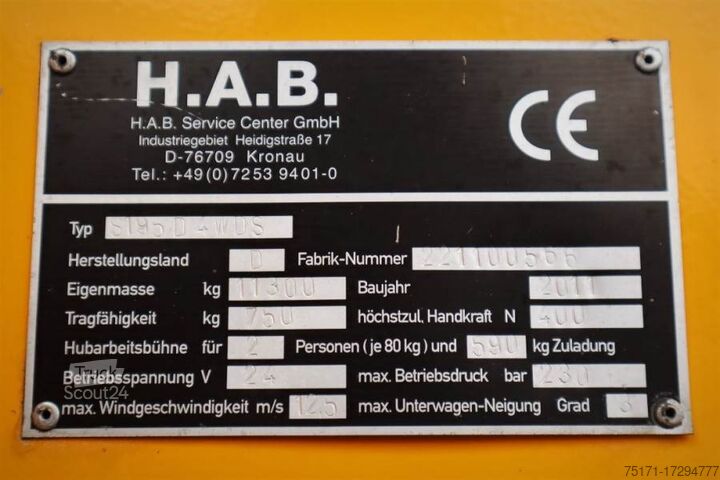 H.A.B.
H.A.B. Service Center GmbH
Industriegebiet Heidigstraße 17
D-76709 Kronau
Tel.: +49(0)7253 9401-0
CE
Typ S195D4WDS
Herstellungsland D Fabrik-Nummer 221100566
Eigenmasse kg 11300 Baujahr 2011
Tragfähigkeit kg 750 höchstzul. Handkraft N 400
Hubarbeitsbühne für 2 Personen (je 80 kg) und 590 kg Zuladung
Betriebsspannung V 24 max. Betriebsdruck bar 230
max. Windgeschwindigkeit m/s 12,5 max. Unterwagen-Neigung Grad 3
Truck
Scout24
75171-17294777